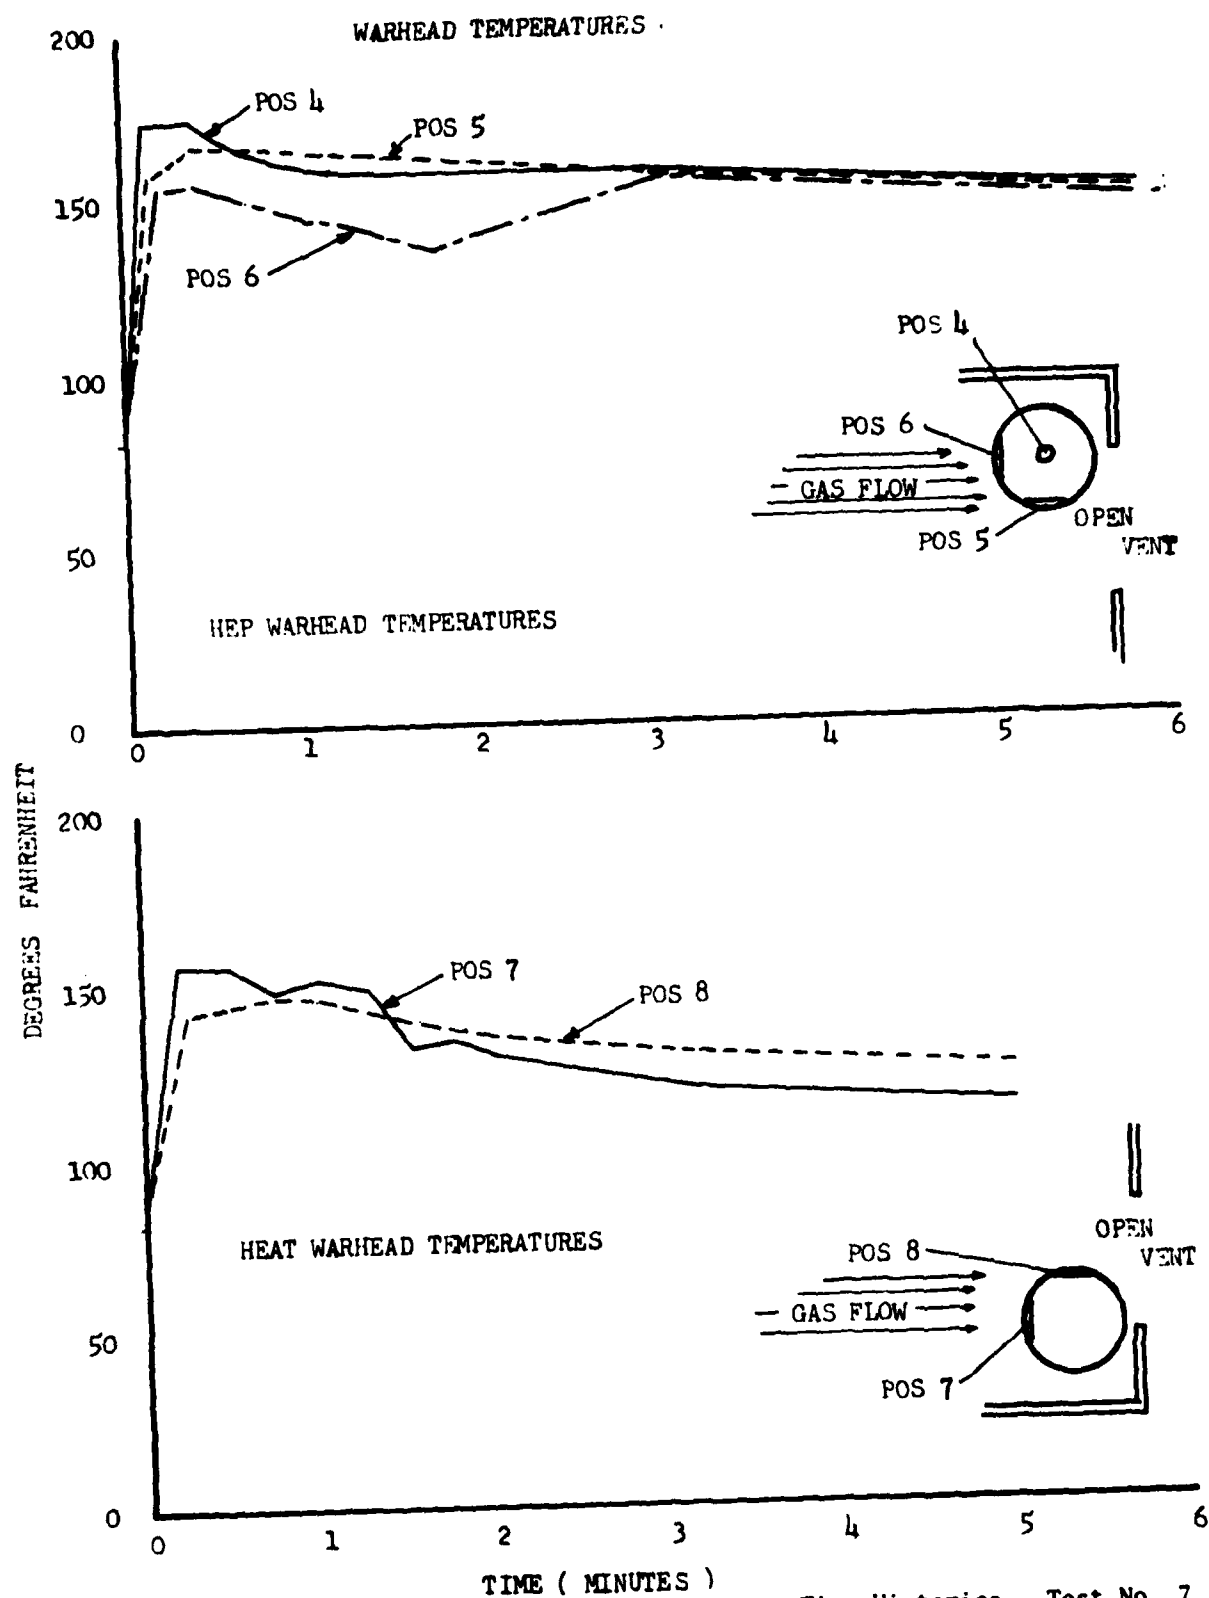 WARHEAD TEMPERATURES
200
POS 4
POS 5
150
POS 6
POS 4
100
POS 6
GAS FLOW
OPEN
VENT
POS 5
50
HEP WARHEAD TEMPERATURES
0
0 1 2 3 4 5 6
DEGREES FAHRENHEIT
200
POS 7
150
POS 8
100
OPEN
VENT
HEAT WARHEAD TEMPERATURES
POS 8
GAS FLOW
50
POS 7
0
0 1 2 3 4 5 6
TIME ( MINUTES )
Test No. 7